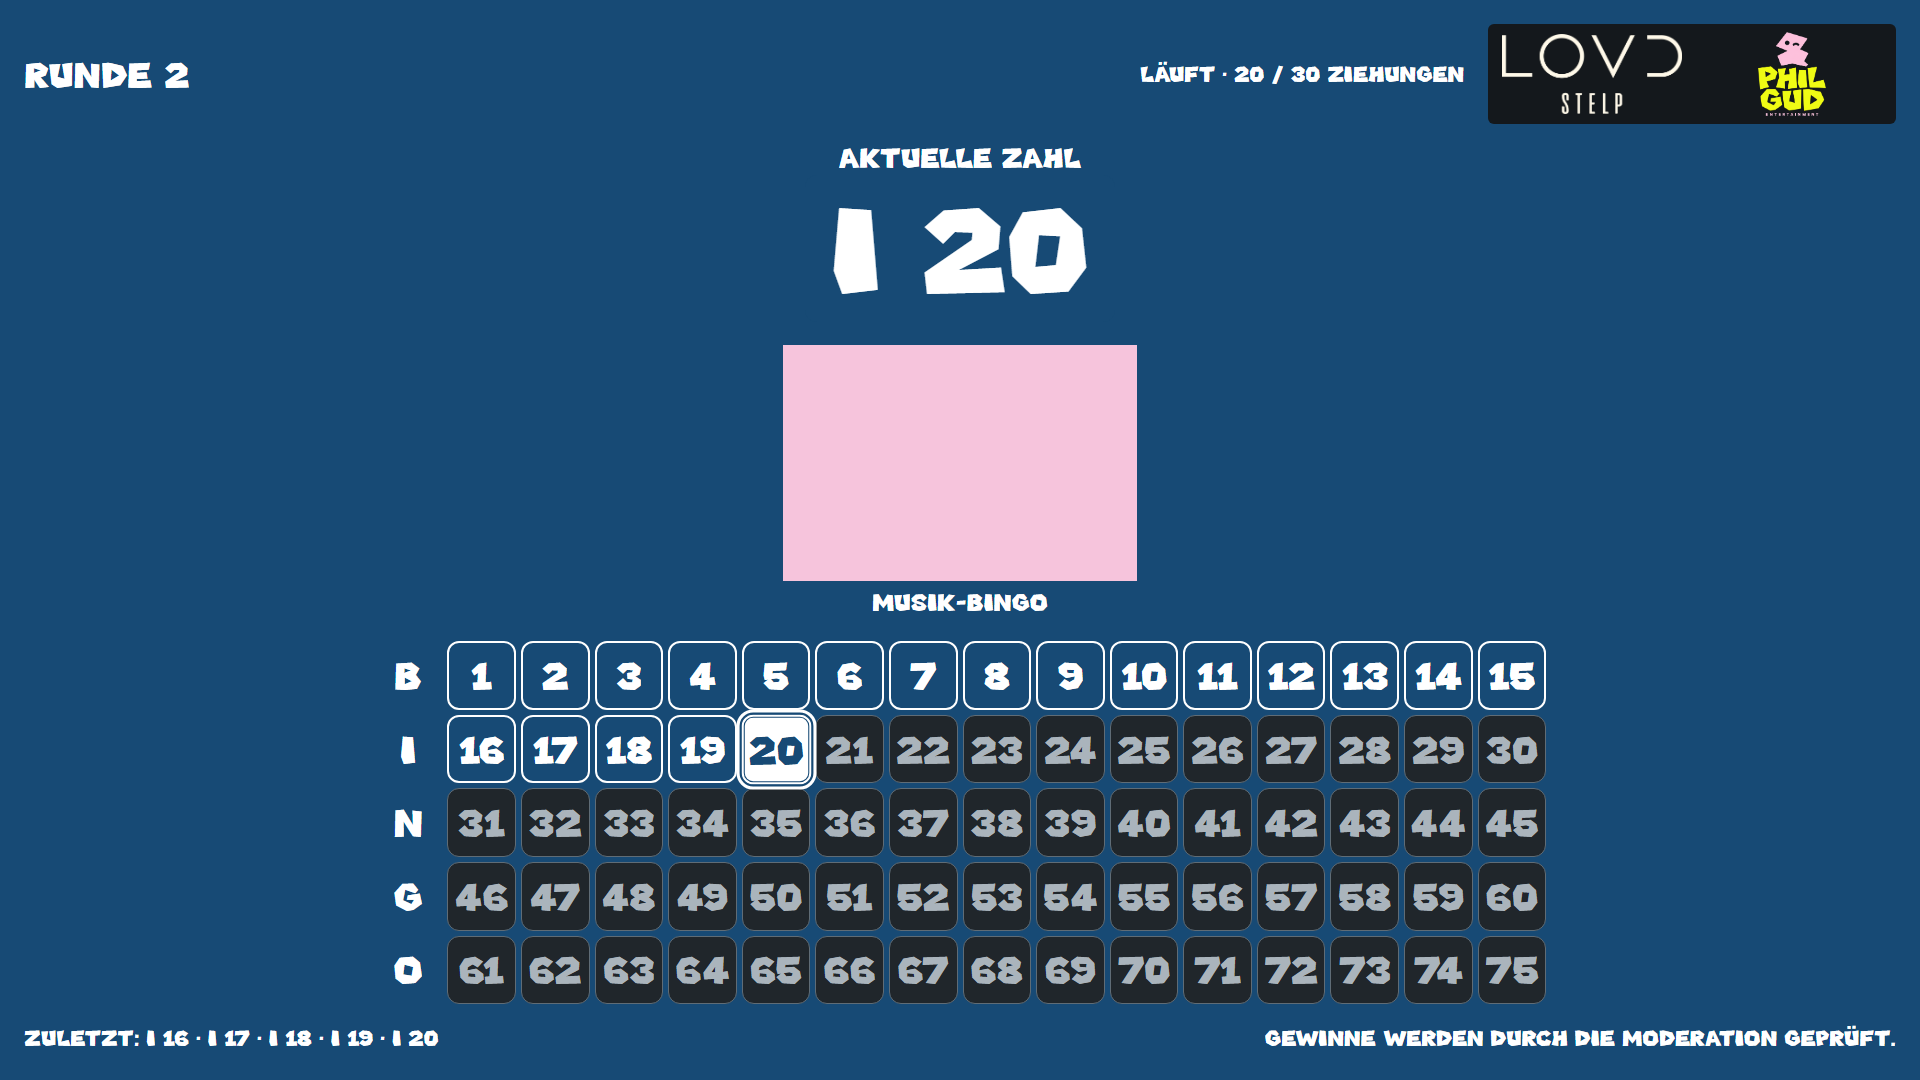 RUNDE 2
LÄUFT · 20 / 30 ZIEHUNGEN
LOVD
STELP
PHIL
GUD
ENTERTAINMENT
AKTUELLE ZAHL
I 20
MUSIK-BINGO
B 1 2 3 4 5 6 7 8 9 10 11 12 13 14 15
I 16 17 18 19 20 21 22 23 24 25 26 27 28 29 30
N 31 32 33 34 35 36 37 38 39 40 41 42 43 44 45
G 46 47 48 49 50 51 52 53 54 55 56 57 58 59 60
O 61 62 63 64 65 66 67 68 69 70 71 72 73 74 75
ZULETZT: I 16 · I 17 · I 18 · I 19 · I 20
GEWINNE WERDEN DURCH DIE MODERATION GEPRÜFT.